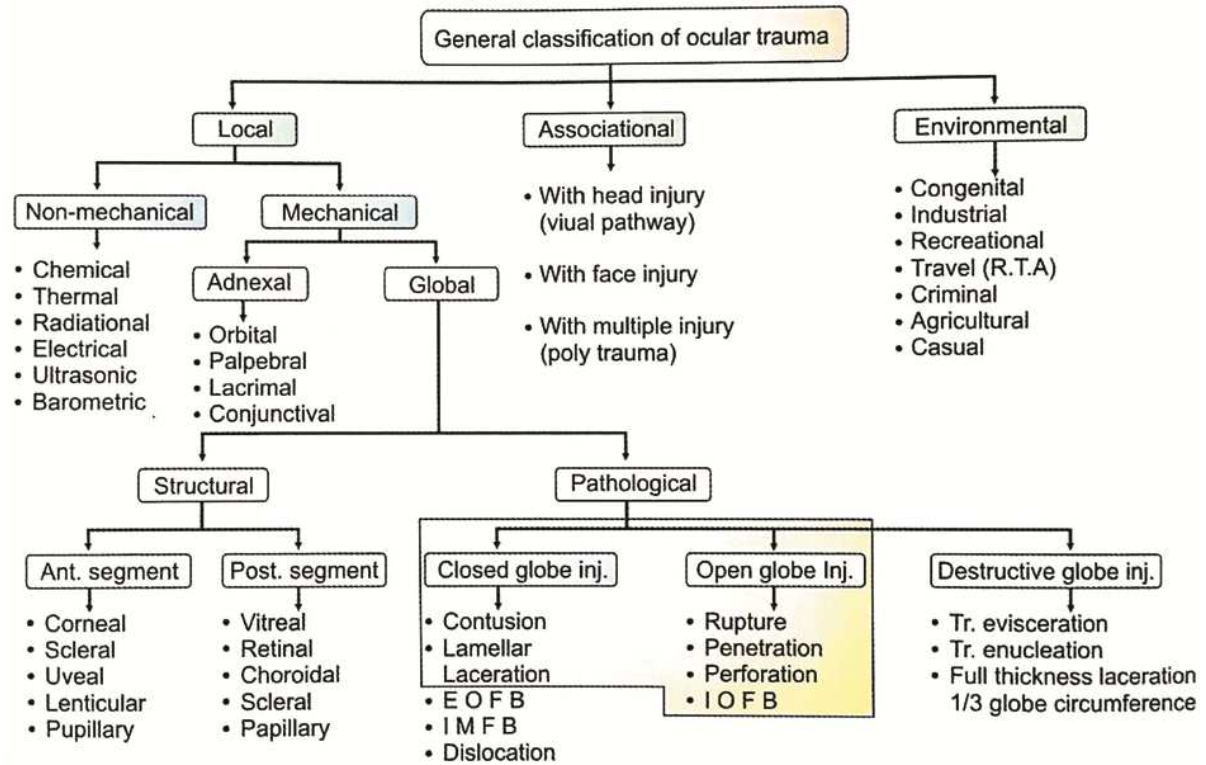 General classification of ocular trauma
Local
Associational
Environmental
Non-mechanical
Mechanical
• With head injury
(viual pathway)
• With face injury
• With multiple injury
(poly trauma)
• Congenital
• Industrial
• Recreational
• Travel (R.T.A)
• Criminal
• Agricultural
• Casual
• Chemical
• Thermal
• Radiational
• Electrical
• Ultrasonic
• Barometric
Adnexal
Global
• Orbital
• Palpebral
• Lacrimal
• Conjunctival
Structural
Pathological
Ant. segment
Post. segment
Closed globe inj.
Open globe Inj.
Destructive globe inj.
• Corneal
• Scleral
• Uveal
• Lenticular
• Pupillary
• Vitreal
• Retinal
• Choroidal
• Scleral
• Papillary
• Contusion
• Lamellar
Laceration
• E O F B
• I M F B
• Dislocation
• Rupture
• Penetration
• Perforation
• I O F B
• Tr. evisceration
• Tr. enucleation
• Full thickness laceration
1/3 globe circumference